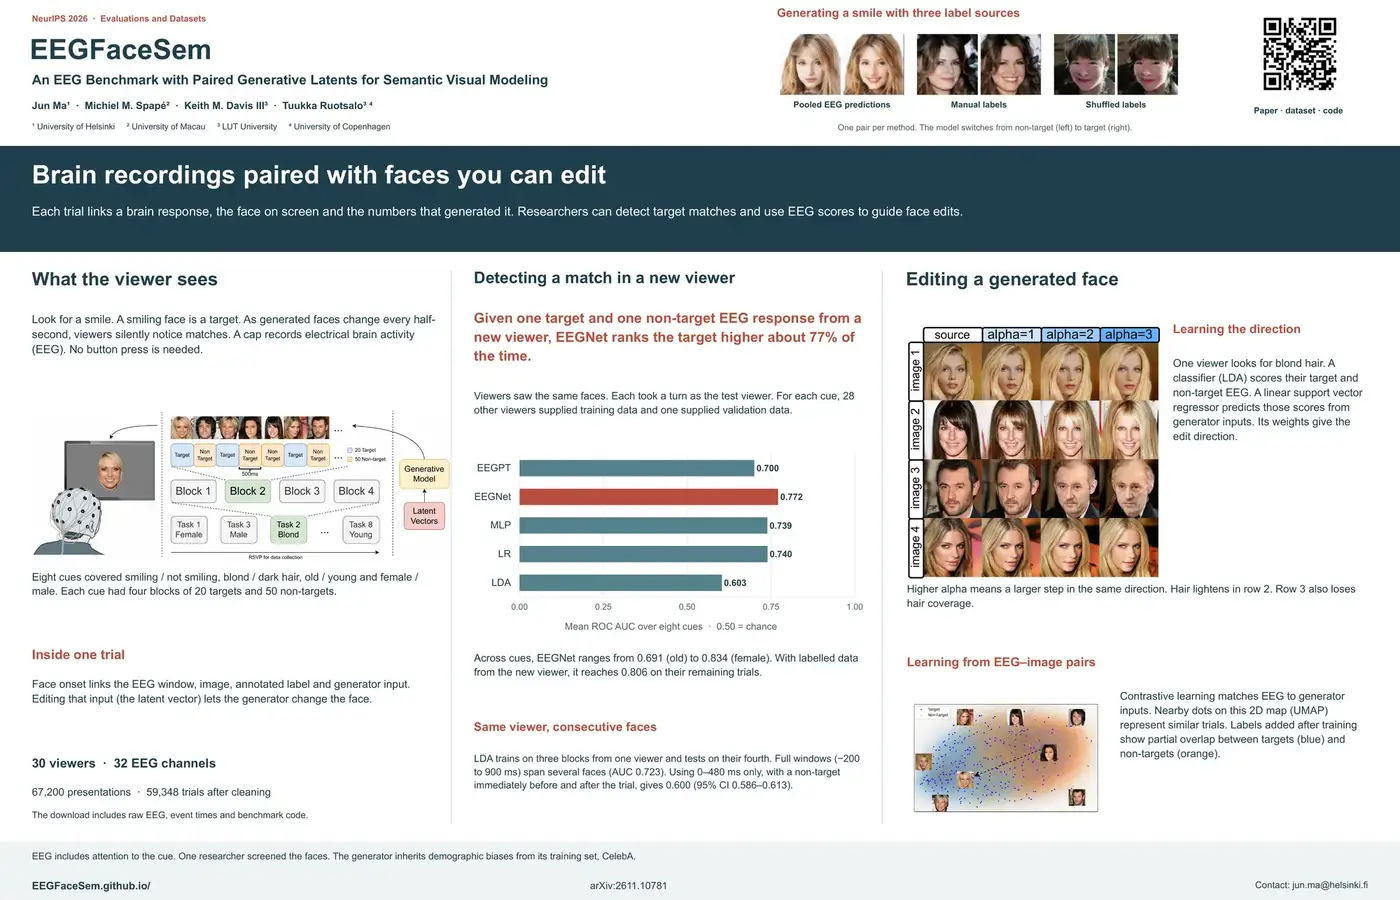 NeurIPS 2026 · Evaluations and Datasets
EEGFaceSem
An EEG Benchmark with Paired Generative Latents for Semantic Visual Modeling
Jun Ma¹ · Michiel M. Spapé² · Keith M. Davis III³ · Tuukka Ruotsalo³ ⁴
¹ University of Helsinki ² University of Macau ³ LUT University ⁴ University of Copenhagen
Generating a smile with three label sources
Pooled EEG predictions Manual labels Shuffled labels
One pair per method. The model switches from non-target (left) to target (right).
Paper · dataset · code
Brain recordings paired with faces you can edit
Each trial links a brain response, the face on screen and the numbers that generated it. Researchers can detect target matches and use EEG scores to guide face edits.
What the viewer sees
Look for a smile. A smiling face is a target. As generated faces change every half-
second, viewers silently notice matches. A cap records electrical brain activity
(EEG). No button press is needed.
...
Target Non Target Target Non Target Non Target Target Non Target ...
20 Target
50 Non-target
500ms
Block 1 Block 2 Block 3 Block 4
Task 1 Female Task 3 Male Task 2 Blond ... Task 8 Young
RSVP for data collection
Generative Model
Latent Vectors
Eight cues covered smiling / not smiling, blond / dark hair, old / young and female /
male. Each cue had four blocks of 20 targets and 50 non-targets.
Inside one trial
Face onset links the EEG window, image, annotated label and generator input.
Editing that input (the latent vector) lets the generator change the face.
30 viewers · 32 EEG channels
67,200 presentations · 59,348 trials after cleaning
The download includes raw EEG, event times and benchmark code.
Detecting a match in a new viewer
Given one target and one non-target EEG response from a
new viewer, EEGNet ranks the target higher about 77% of
the time.
Viewers saw the same faces. Each took a turn as the test viewer. For each cue, 28
other viewers supplied training data and one supplied validation data.
EEGPT 0.700
EEGNet 0.772
MLP 0.739
LR 0.740
LDA 0.603
0.00 0.25 0.50 0.75 1.00
Mean ROC AUC over eight cues · 0.50 = chance
Across cues, EEGNet ranges from 0.691 (old) to 0.834 (female). With labelled data
from the new viewer, it reaches 0.806 on their remaining trials.
Same viewer, consecutive faces
LDA trains on three blocks from one viewer and tests on their fourth. Full windows (−200
to 900 ms) span several faces (AUC 0.723). Using 0–480 ms only, with a non-target
immediately before and after the trial, gives 0.600 (95% CI 0.586–0.613).
Editing a generated face
source alpha=1 alpha=2 alpha=3
image 1
image 2
image 3
image 4
Learning the direction
One viewer looks for blond hair. A
classifier (LDA) scores their target and
non-target EEG. A linear support vector
regressor predicts those scores from
generator inputs. Its weights give the
edit direction.
Higher alpha means a larger step in the same direction. Hair lightens in row 2. Row 3 also loses
hair coverage.
Learning from EEG–image pairs
Target
Non-target
Contrastive learning matches EEG to generator
inputs. Nearby dots on this 2D map (UMAP)
represent similar trials. Labels added after training
show partial overlap between targets (blue) and
non-targets (orange).
EEG includes attention to the cue. One researcher screened the faces. The generator inherits demographic biases from its training set, CelebA.
EEGFaceSem.github.io/
arXiv:2611.10781
Contact: jun.ma@helsinki.fi